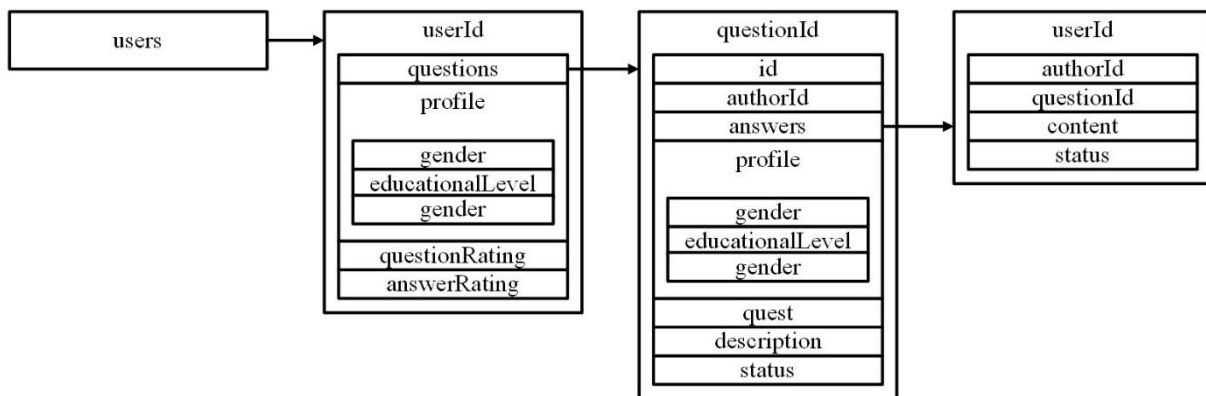 users
userId
questions
profile
gender
educationalLevel
gender
questionRating
answerRating
questionId
id
authorId
answers
profile
gender
educationalLevel
gender
quest
description
status
userId
authorId
questionId
content
status